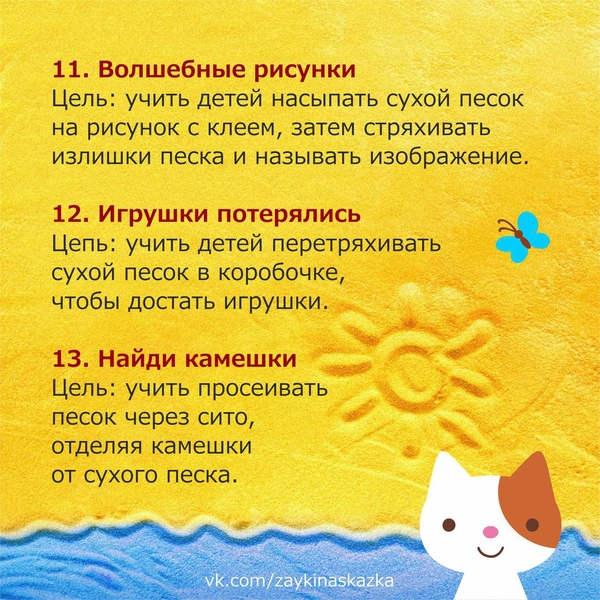 11. Волшебные рисунки
Цель: учить детей насыпать сухой песок
на рисунок с клеем, затем стряхивать
излишки песка и называть изображение.
12. Игрушки потерялись
Цепь: учить детей перетряхивать
сухой песок в коробочке,
чтобы достать игрушки.
13. Найди камешки
Цель: учить просеивать
песок через сито,
отделяя камешки
от сухого песка.
vk.com/zaykinaskazka